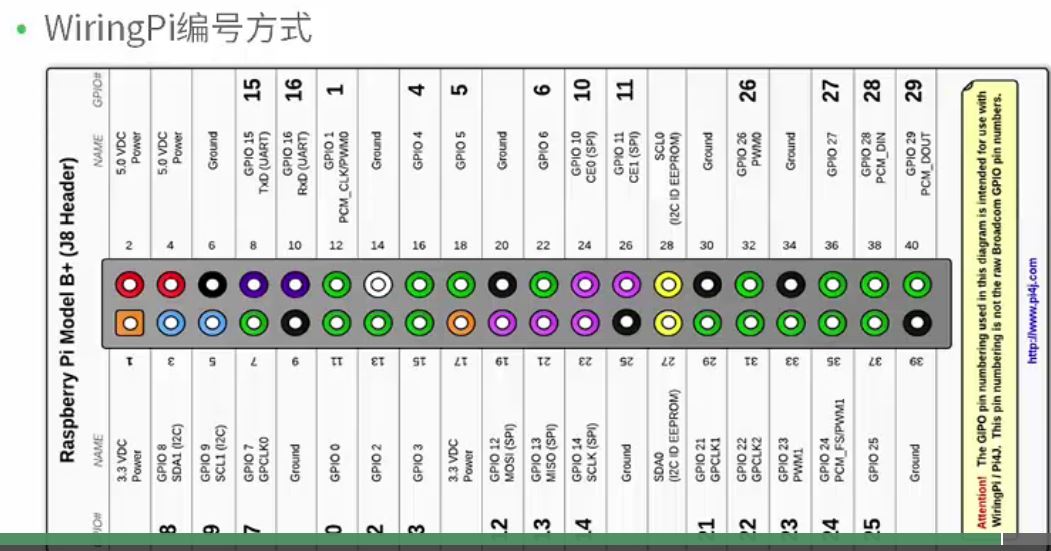 WiringPi编号方式
Raspberry Pi Model B+ (J8 Header)
GPIO#
15
16
1
4
5
6
10
11
26
27
28
29
NAME
5.0 VDC
Power
5.0 VDC
Power
Ground
GPIO 15
TxD (UART)
GPIO 16
RxD (UART)
GPIO 1
PCM_CLK/PWM0
Ground
GPIO 4
GPIO 5
Ground
GPIO 6
GPIO 10
CE0 (SPI)
GPIO 11
CE1 (SPI)
SCL0
(I2C ID EEPROM)
Ground
GPIO 26
PWM0
Ground
GPIO 27
GPIO 28
PCM_DIN
GPIO 29
PCM_DOUT
2 4 6 8 10 12 14 16 18 20 22 24 26 28 30 32 34 36 38 40
1 3 5 7 9 11 13 15 17 19 21 23 25 27 29 31 33 35 37 39
NAME
3.3 VDC
Power
GPIO 8
SDA1 (I2C)
GPIO 9
SCL1 (I2C)
GPIO 7
GPCLK0
Ground
GPIO 0
GPIO 2
GPIO 3
3.3 VDC
Power
GPIO 12
MOSI (SPI)
GPIO 13
MISO (SPI)
GPIO 14
SCLK (SPI)
Ground
SDA0
(I2C ID EEPROM)
GPIO 21
GPCLK1
GPIO 22
GPCLK2
GPIO 23
PWM1
GPIO 24
PCM_FS/PWM1
GPIO 25
Ground
8
9
7
0
2
3
12
13
14
21
22
23
24
25
Attention! The GIPO pin numbering used in this diagram is intended for use with
WiringPi / Pi4J. This pin numbering is not the raw Broadcom GPIO pin numbers.
http://www.pi4j.com